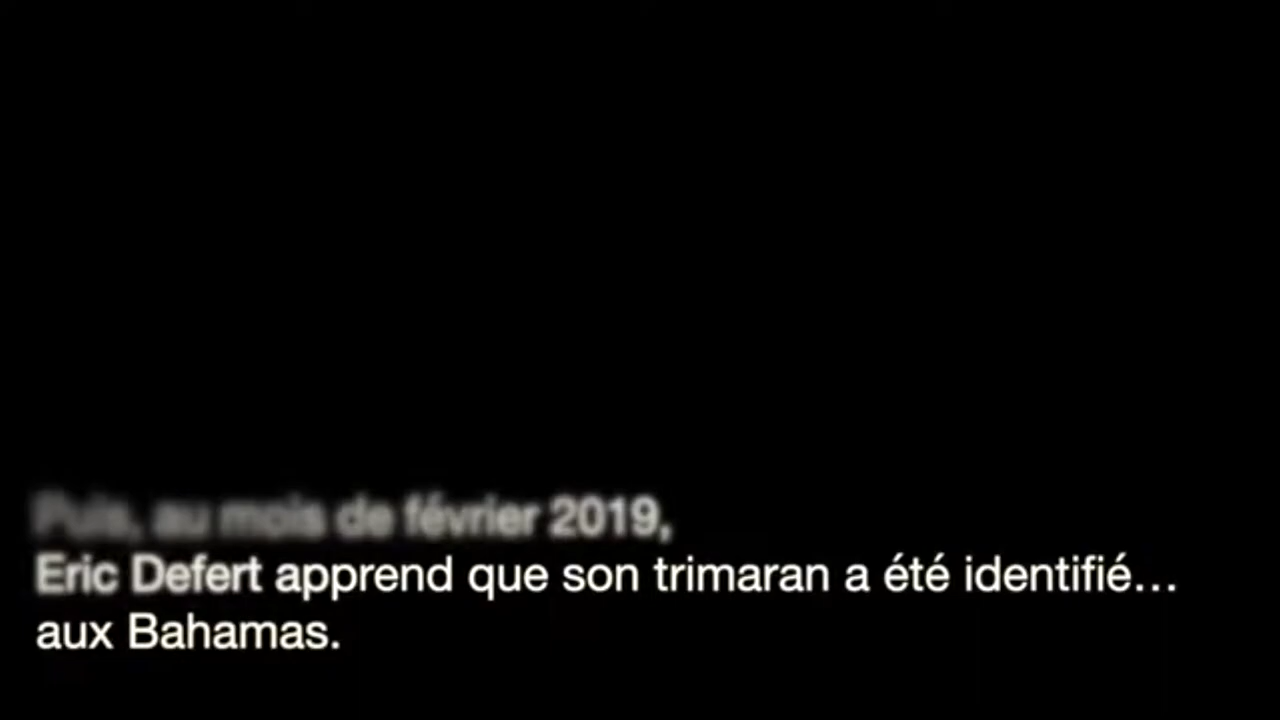 Puis, au mois de février 2019,
Eric Defert apprend que son trimaran a été identifié…
aux Bahamas.